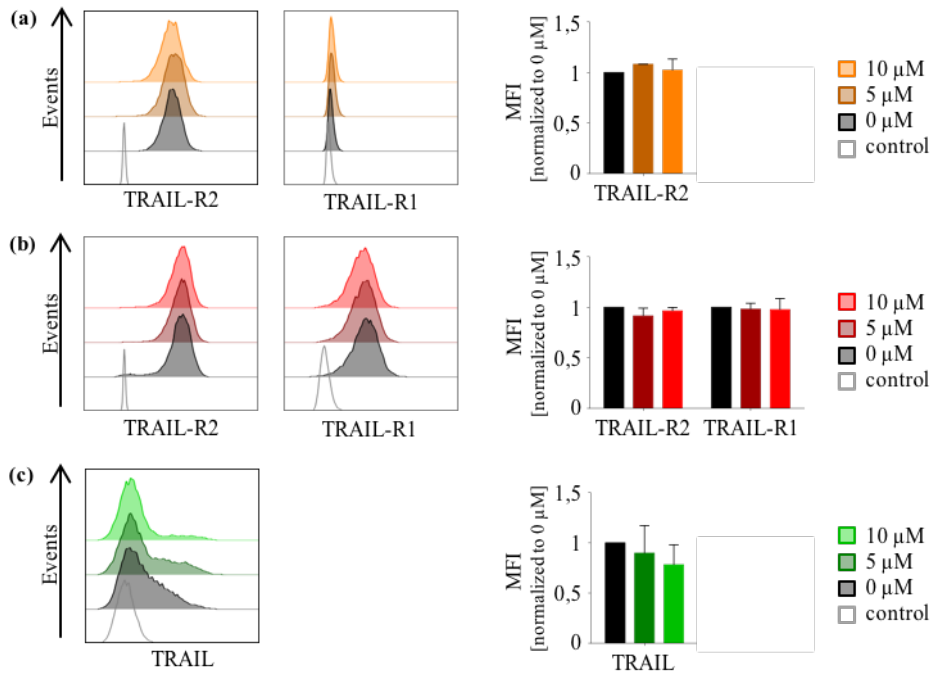 (a)
Events
TRAIL-R2
TRAIL-R1
MFI
[normalized to 0 µM]
1,5
1
0,5
0
TRAIL-R2
10 µM
5 µM
0 µM
control
(b)
Events
TRAIL-R2
TRAIL-R1
MFI
[normalized to 0 µM]
1,5
1
0,5
0
TRAIL-R2
TRAIL-R1
10 µM
5 µM
0 µM
control
(c)
Events
TRAIL
MFI
[normalized to 0 µM]
1,5
1
0,5
0
TRAIL
10 µM
5 µM
0 µM
control